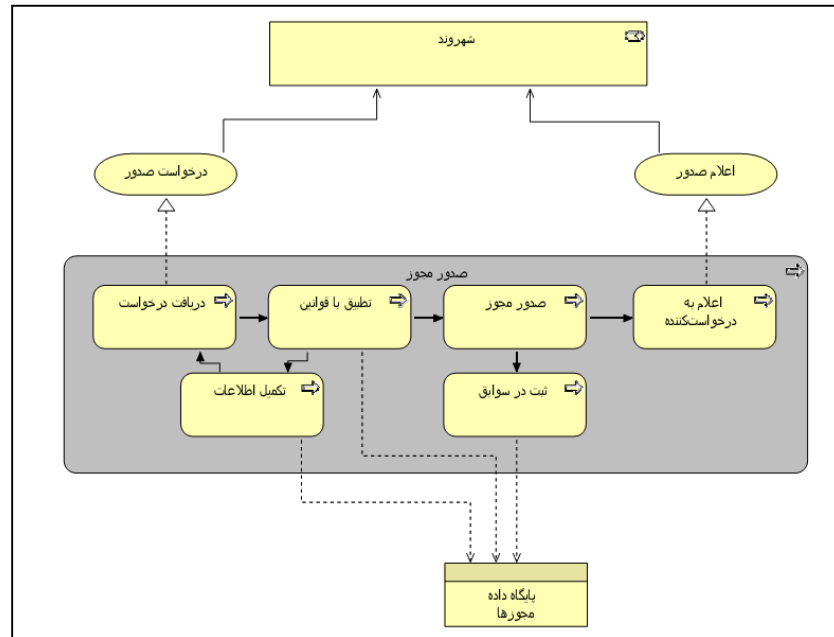 شهروند
درخواست صدور
اعلام صدور
صدور مجوز
دریافت درخواست
تطبیق با قوانین
صدور مجوز
اعلام به
درخواست‌کننده
تکمیل اطلاعات
ثبت در سوابق
پایگاه داده
مجوزها